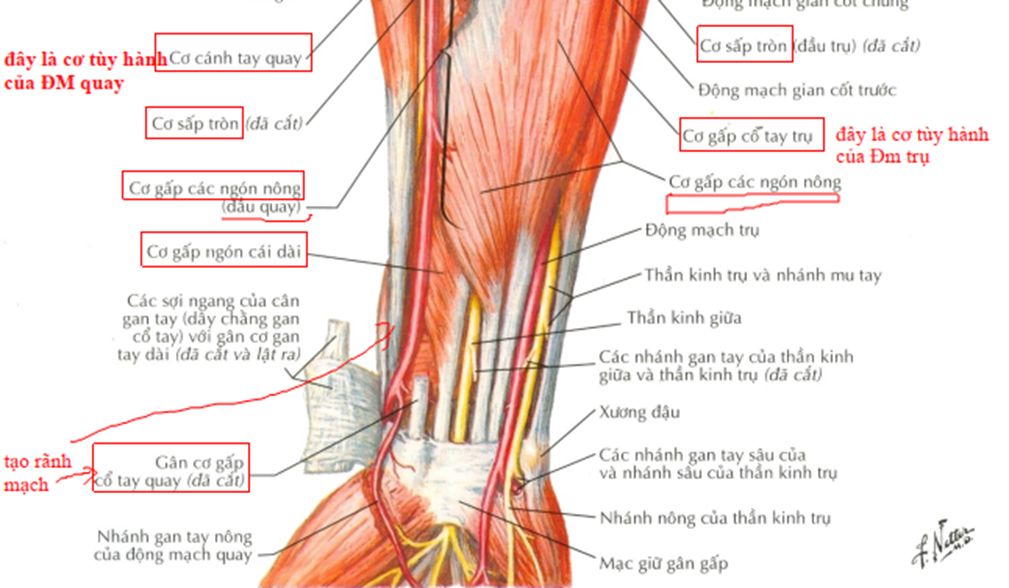 Động mạch gian cốt chung
đây là cơ tùy hành
của ĐM quay
Cơ cánh tay quay
Cơ sấp tròn (đầu trụ) (đã cắt)
Động mạch gian cốt trước
Cơ sấp tròn (đã cắt)
Cơ gấp cổ tay trụ
đây là cơ tùy hành
của Đm trụ
Cơ gấp các ngón nông
(đầu quay)
Cơ gấp các ngón nông
Động mạch trụ
Cơ gấp ngón cái dài
Thần kinh trụ và nhánh mu tay
Các sợi ngang của cân
gan tay (dây chằng gan
cổ tay) với gân cơ gan
tay dài (đã cắt và lật ra)
Thần kinh giữa
Các nhánh gan tay của thần kinh
giữa và thần kinh trụ (đã cắt)
Xương đậu
tạo rãnh
mạch
Gân cơ gấp
cổ tay quay (đã cắt)
Các nhánh gan tay sâu của
và nhánh sâu của thần kinh trụ
Nhánh nông của thần kinh trụ
Nhánh gan tay nông
của động mạch quay
Mạc giữ gân gấp
F. Netter
M.D.